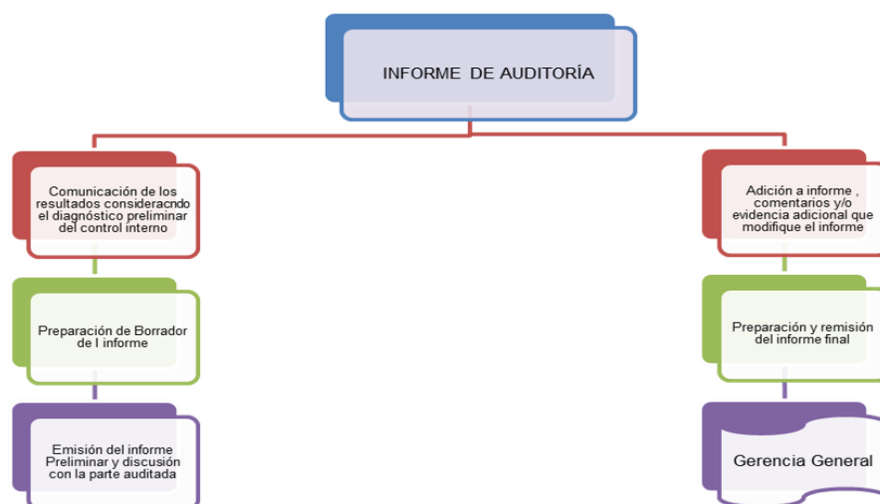 INFORME DE AUDITORÍA
Comunicación de los
resultados consideracndo
el diagnóstico preliminar
del control interno
Preparación de Borrador
de l informe
Emisión del informe
Preliminar y discusión
con la parte auditada
Adición a informe ,
comentarios y/o
evidencia adicional que
modifique el informe
Preparación y remisión
del informe final
Gerencia General